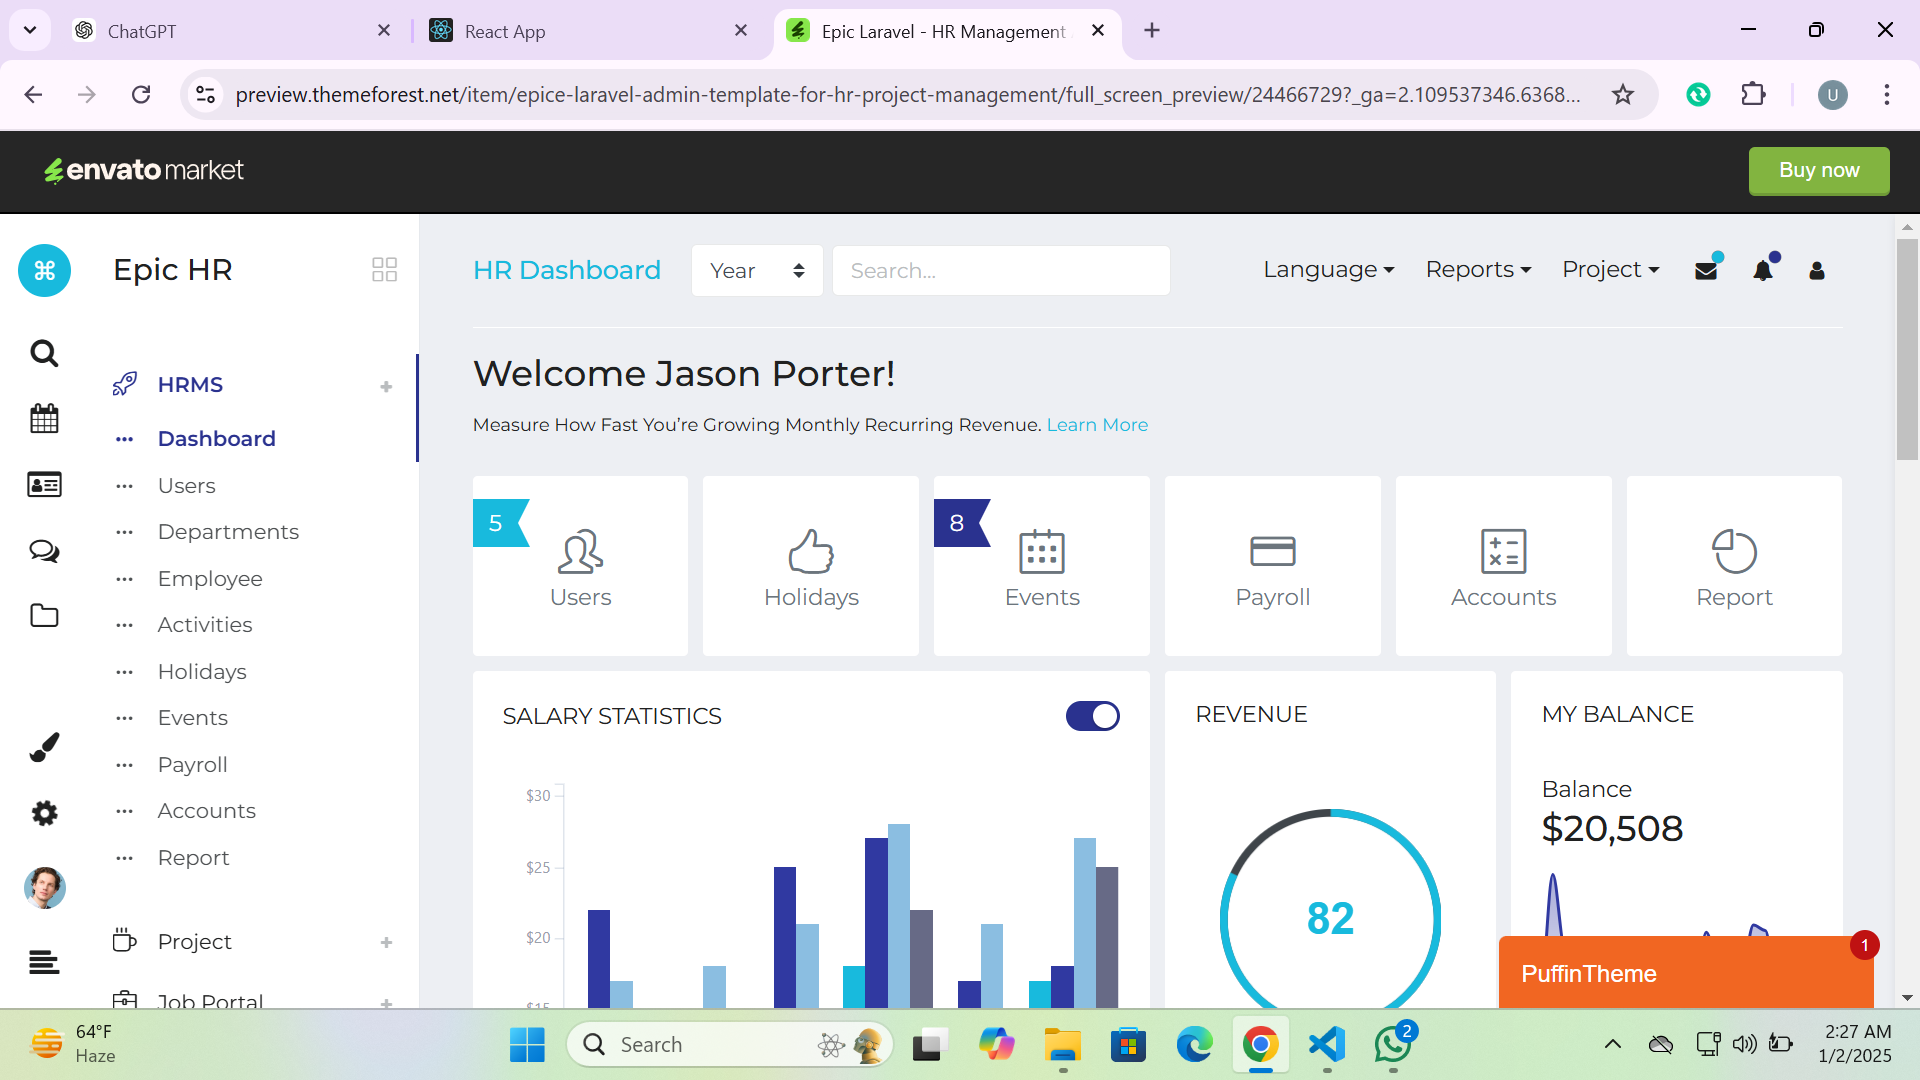 ChatGPT
React App
Epic Laravel - HR Management
preview.themeforest.net/item/epice-laravel-admin-template-for-hr-project-management/full_screen_preview/24466729?_ga=2.109537346.6368...
U
envato market
Buy now
Epic HR
HRMS
Dashboard
Users
Departments
Employee
Activities
Holidays
Events
Payroll
Accounts
Report
Project
Job Portal
HR Dashboard
Year
Search...
Language
Reports
Project
Welcome Jason Porter!
Measure How Fast You’re Growing Monthly Recurring Revenue. Learn More
5
Users
Holidays
8
Events
Payroll
Accounts
Report
SALARY STATISTICS
$30
$25
$20
$15
REVENUE
82
MY BALANCE
Balance
$20,508
PuffinTheme
1
64°F
Haze
Search
2
2:27 AM
1/2/2025